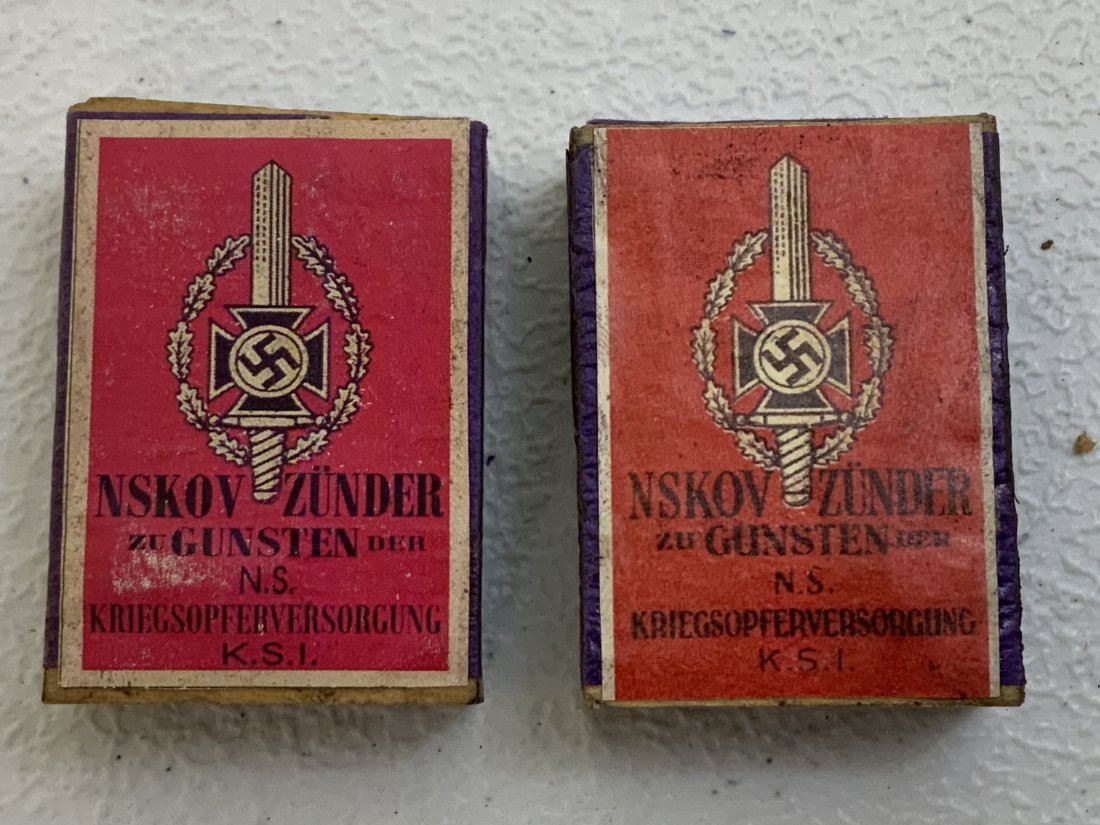 NSKOV ZÜNDER
ZU GUNSTEN DER
N.S.
KRIEGSOPFERVERSORGUNG
K.S.I.
NSKOV ZÜNDER
ZU GUNSTEN DER
N.S.
KRIEGSOPFERVERSORGUNG
K.S.I.